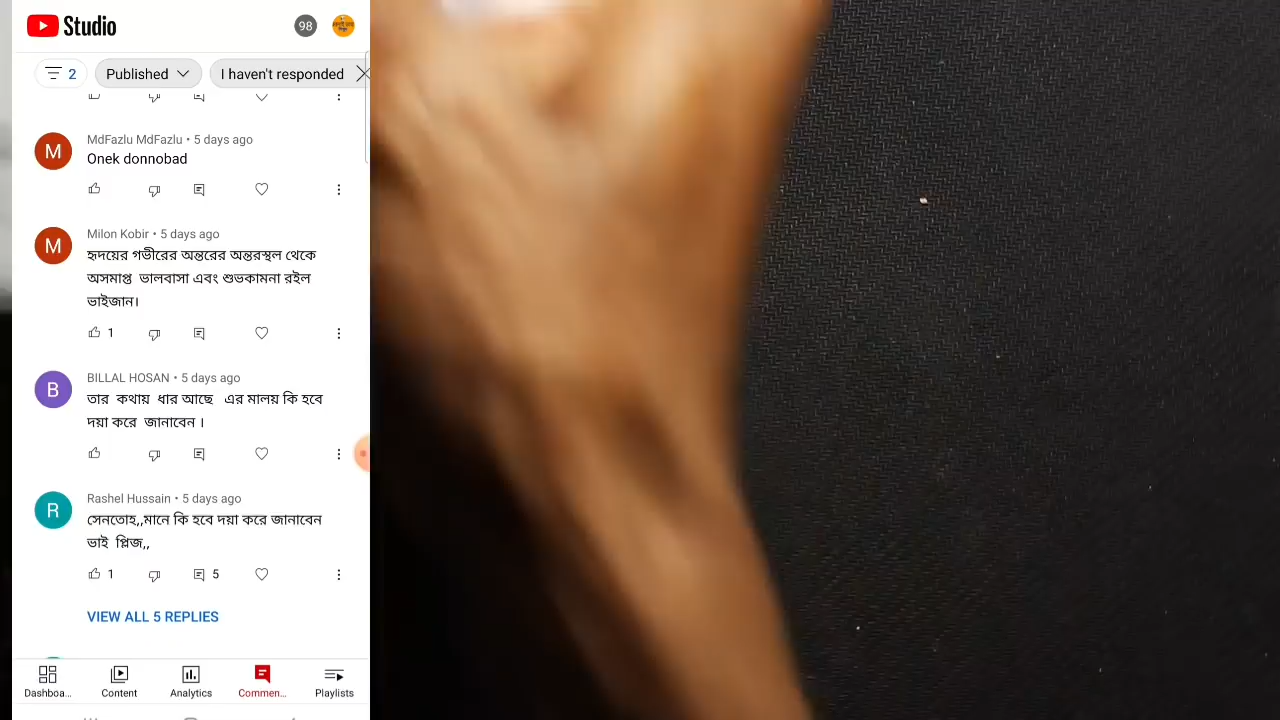 Studio
98
2
Published
I haven't responded
MdFazlu MdFazlu • 5 days ago
Onek donnobad
Milon Kobir • 5 days ago
হৃদয়ের গভীরের অন্তরের অন্তরস্থল থেকে
অসমাপ্ত ভালবাসা এবং শুভকামনা রইল
ভাইজান।
1
BILLAL HOSAN • 5 days ago
তার কথায় ধার আছে এর মালয় কি হবে
দয়া করে জানাবেন ।
Rashel Hussain • 5 days ago
সেনতোহ,,মানে কি হবে দয়া করে জানাবেন
ভাই প্লিজ,,
1 5
VIEW ALL 5 REPLIES
Dashboa... Content Analytics Commen... Playlists